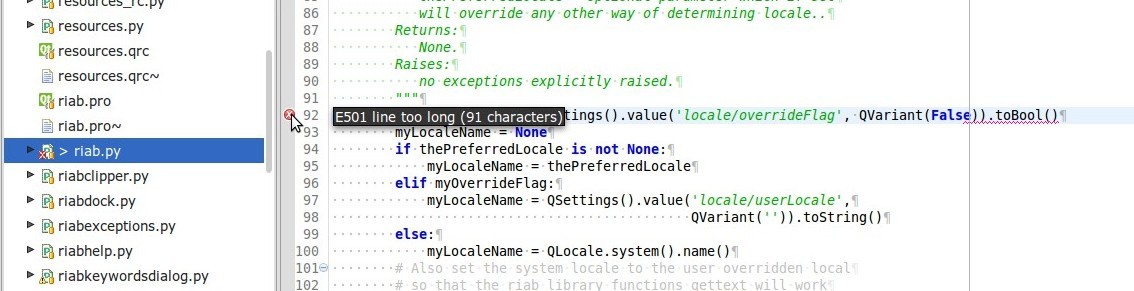 resources_rc.py
resources.py
resources.qrc
resources.qrc~
riab.pro
riab.pro~
> riab.py
riabclipper.py
riabdock.py
riabexceptions.py
riabhelp.py
riabkeywordsdialog.py
86 will override any other way of determining locale..¶
87 Returns:¶
88 None.¶
89 Raises:¶
90 no exceptions explicitly raised.¶
91 """¶
92 E501 line too long (91 characters) tings().value('locale/overrideFlag', QVariant(False)).toBool()¶
93 myLocaleName = None¶
94 if thePreferredLocale is not None:¶
95 myLocaleName = thePreferredLocale¶
96 elif myOverrideFlag:¶
97 myLocaleName = QSettings().value('locale/userLocale',¶
98 QVariant('')).toString()¶
99 else:¶
100 myLocaleName = QLocale.system().name()¶
101 # Also set the system locale to the user overridden local¶
102 # so that the riab library functions gettext will work¶